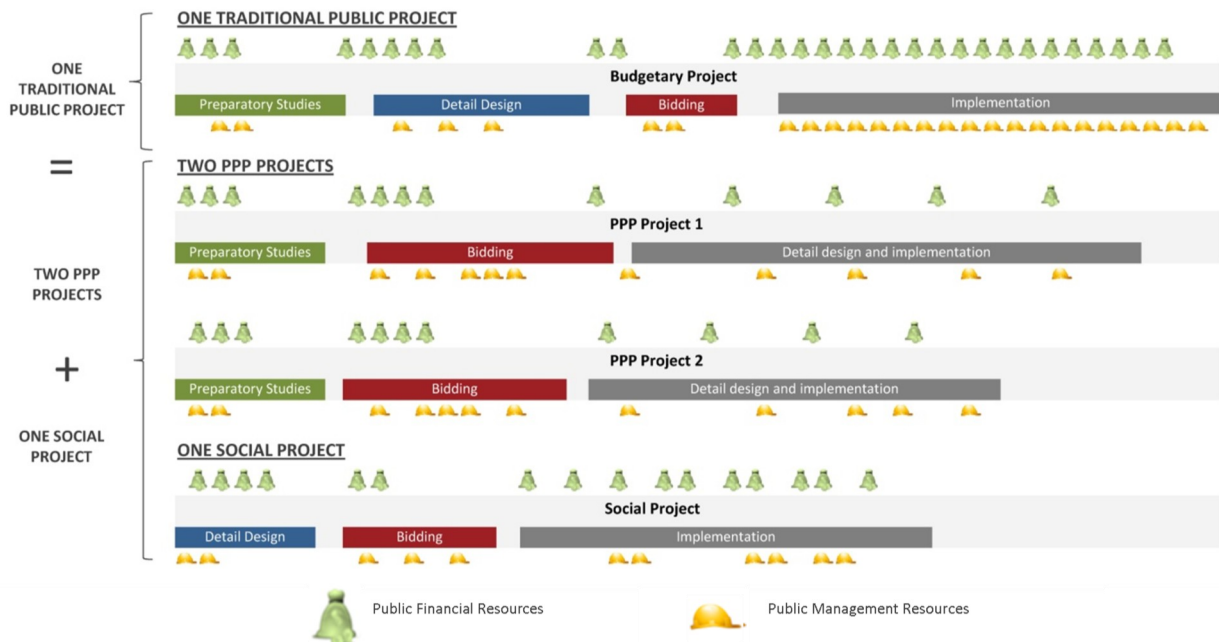 ONE TRADITIONAL PUBLIC PROJECT
ONE
TRADITIONAL
PUBLIC PROJECT
Budgetary Project
Preparatory Studies
Detail Design
Bidding
Implementation
=
TWO PPP PROJECTS
PPP Project 1
Preparatory Studies
Bidding
Detail design and implementation
TWO PPP
PROJECTS
PPP Project 2
+
Preparatory Studies
Bidding
Detail design and implementation
ONE SOCIAL
PROJECT
ONE SOCIAL PROJECT
Social Project
Detail Design
Bidding
Implementation
Public Financial Resources
Public Management Resources